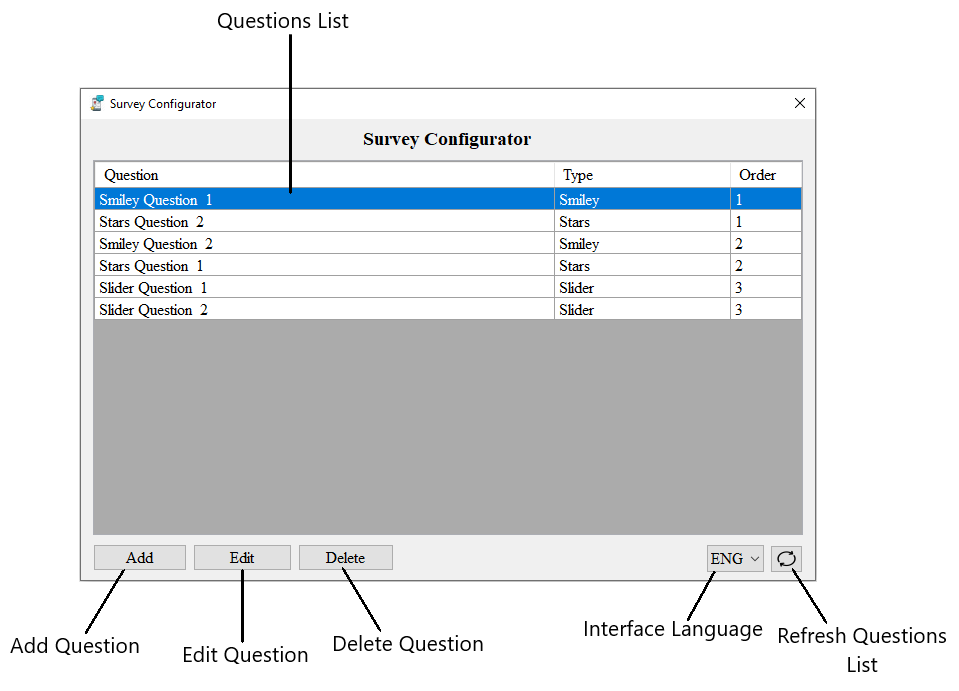 Questions List
Survey Configurator
Survey Configurator
Question Type Order
Smiley Question 1 Smiley 1
Stars Question 2 Stars 1
Smiley Question 2 Smiley 2
Stars Question 1 Stars 2
Slider Question 1 Slider 3
Slider Question 2 Slider 3
Add Edit Delete ENG
Add Question Edit Question Delete Question Interface Language Refresh Questions
List